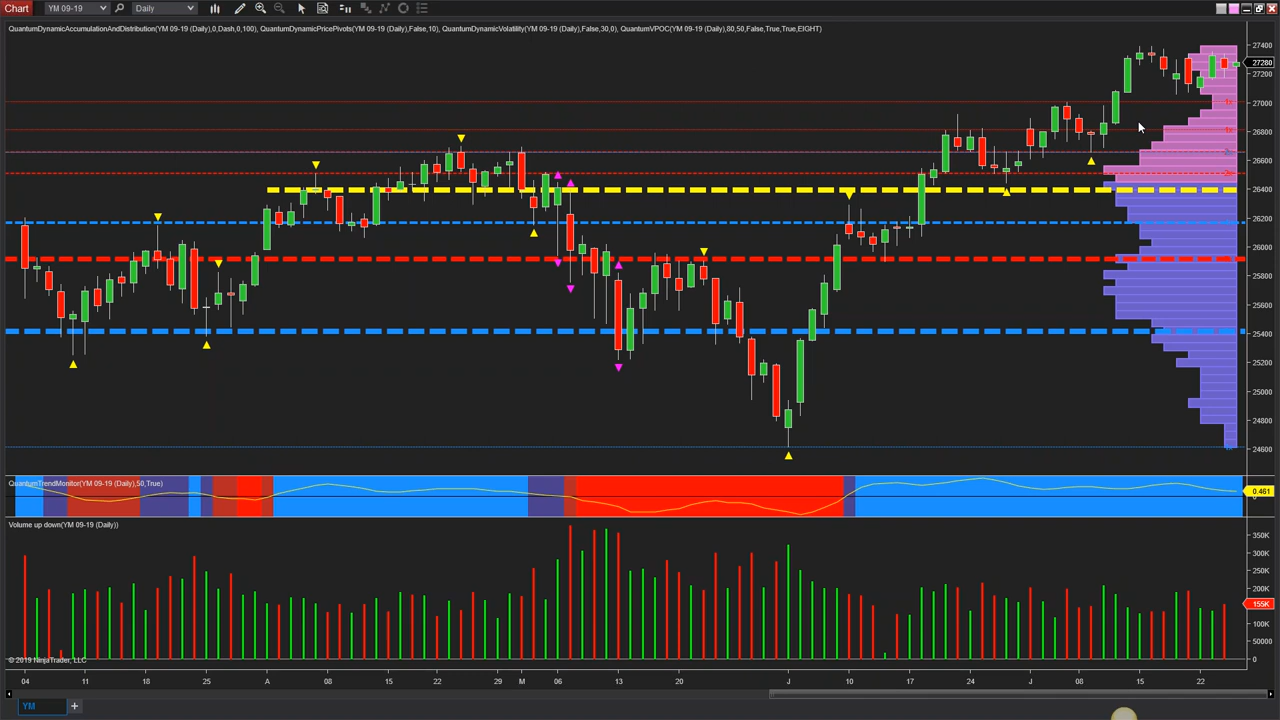 Chart YM 09-19 Daily
QuantumDynamicAccumulationAndDistribution(YM 09-19 (Daily),0,Dash,0,100), QuantumDynamicPricePivots(YM 09-19 (Daily),False,10), QuantumDynamicVolatility(YM 09-19 (Daily),False,30,0), QuantumVPOC(YM 09-19 (Daily),80,50,False,True,True,EIGHT)
27400
27280
27200
27000
26800
26600
26400
26200
26000
25800
25600
25400
25200
25000
24800
24600
QuantumTrendMonitor(YM 09-19 (Daily),50,True)
0.461
Volume up down(YM 09-19 (Daily))
350K
300K
250K
200K
155K
100K
50000
0
© 2019 NinjaTrader, LLC
04 11 18 25 A 08 15 22 29 M 06 13 20 J 10 17 24 J 08 15 22
YM +